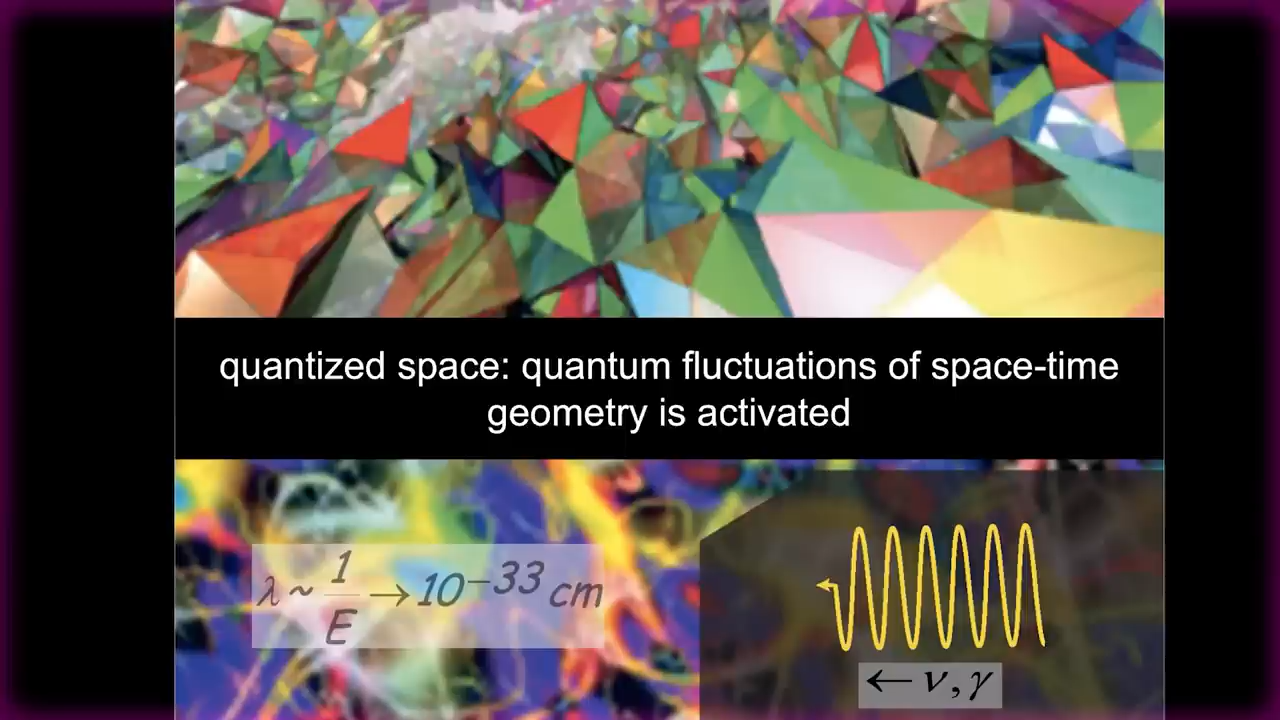 quantized space: quantum fluctuations of space-time
geometry is activated
λ ~ 1/E → 10⁻³³ cm
← ν, γ